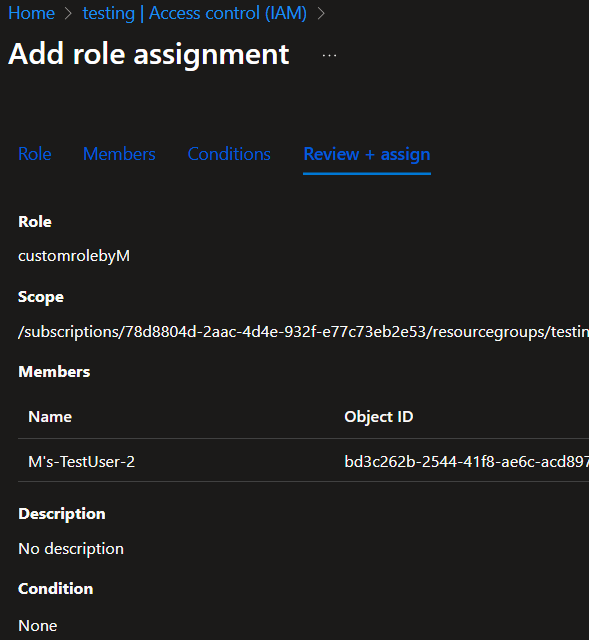 Home > testing | Access control (IAM) >
Add role assignment ...
Role Members Conditions Review + assign
Role
customrolebyM
Scope
/subscriptions/78d8804d-2aac-4d4e-932f-e77c73eb2e53/resourcegroups/testin
Members
Name Object ID
M's-TestUser-2 bd3c262b-2544-41f8-ae6c-acd897
Description
No description
Condition
None